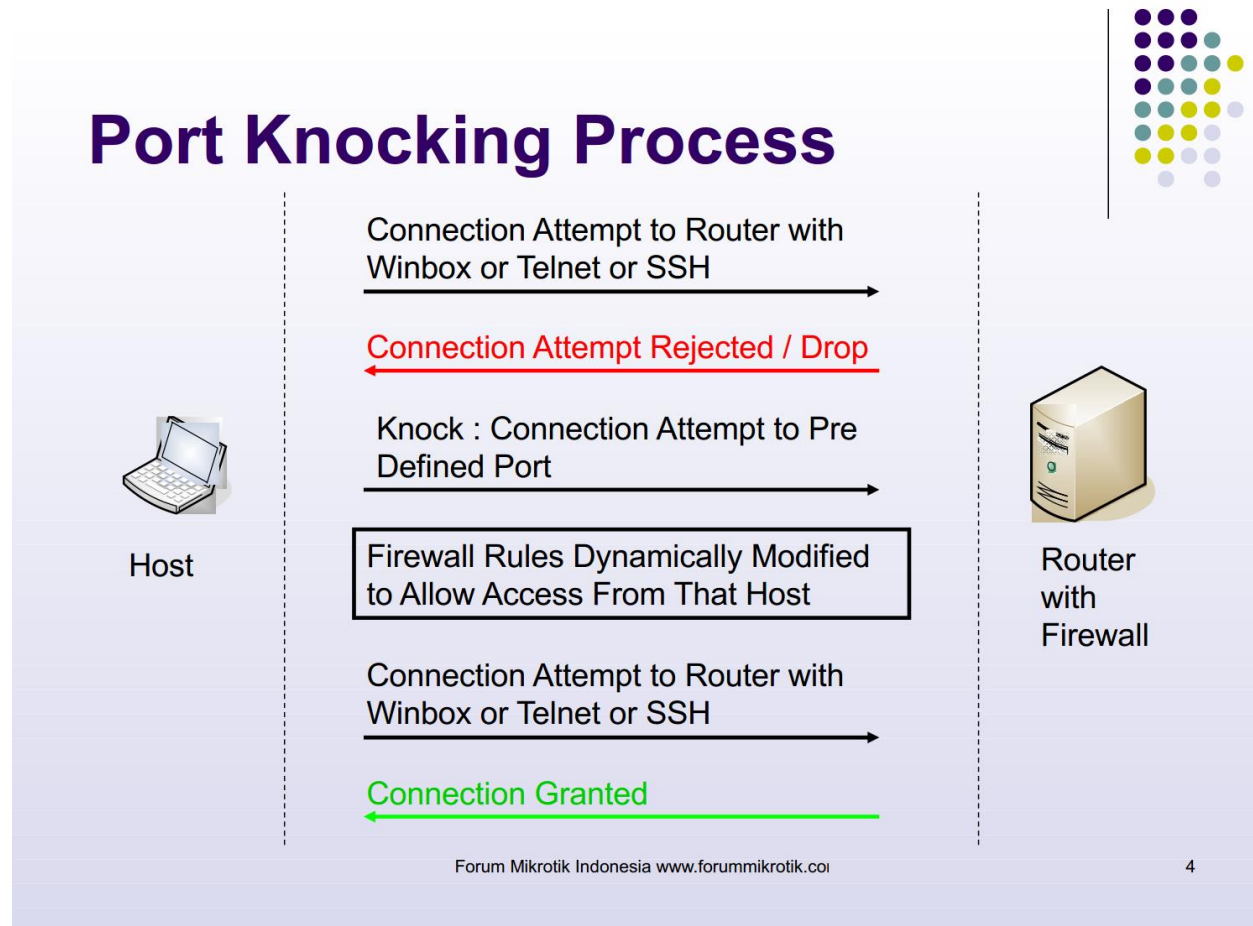 Port Knocking Process
Connection Attempt to Router with
Winbox or Telnet or SSH
Connection Attempt Rejected / Drop
Knock : Connection Attempt to Pre
Defined Port
Host
Firewall Rules Dynamically Modified
to Allow Access From That Host
Router
with
Firewall
Connection Attempt to Router with
Winbox or Telnet or SSH
Connection Granted
Forum Mikrotik Indonesia www.forummikrotik.co
4